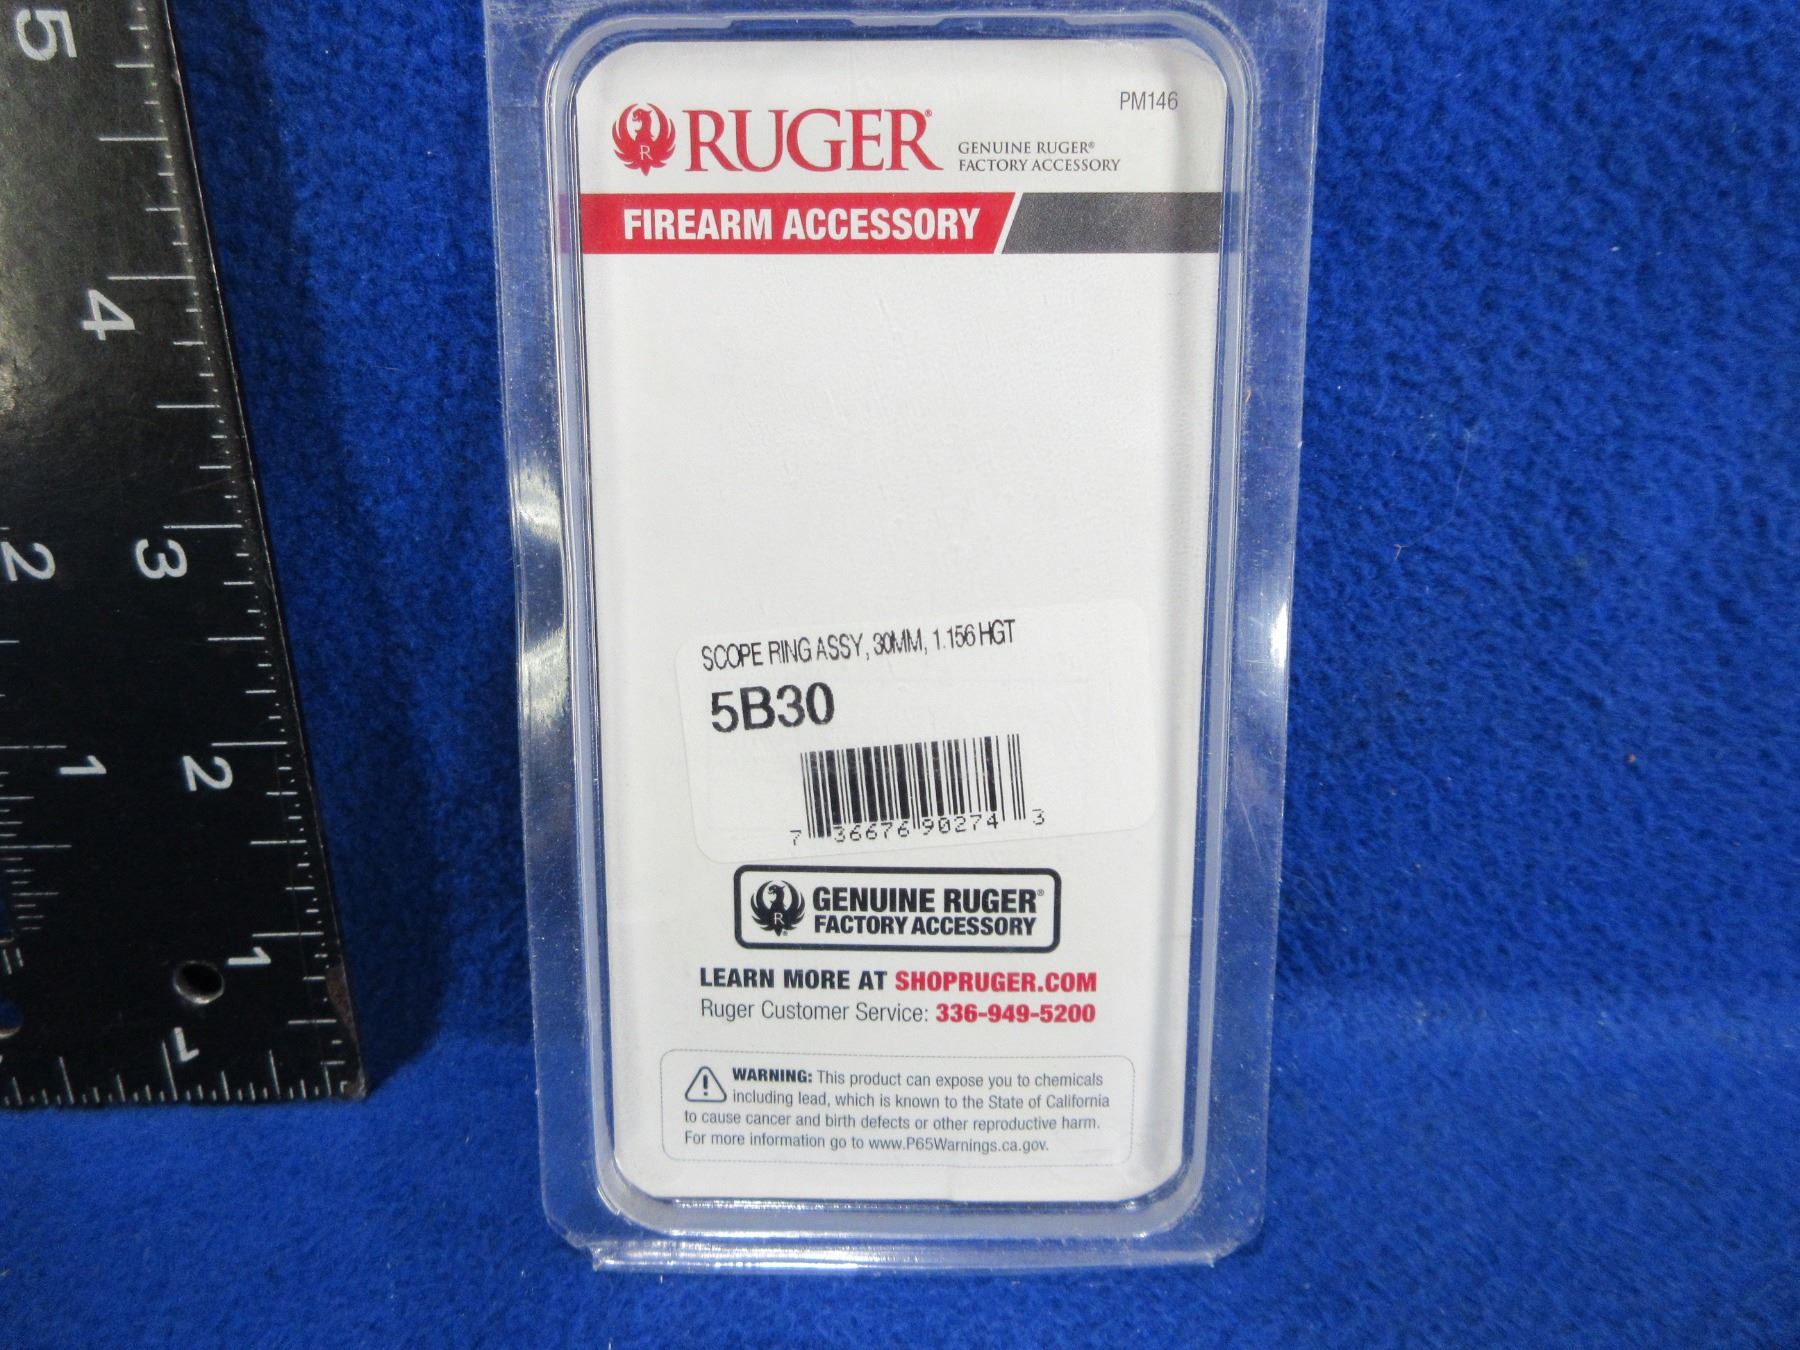 PM146
RUGER®
GENUINE RUGER®
FACTORY ACCESSORY
FIREARM ACCESSORY
SCOPE RING ASSY, 30MM, 1.156 HGT
5B30
7 36676 90274 3
GENUINE RUGER®
FACTORY ACCESSORY
LEARN MORE AT SHOPRUGER.COM
Ruger Customer Service: 336-949-5200
WARNING: This product can expose you to chemicals
including lead, which is known to the State of California
to cause cancer and birth defects or other reproductive harm.
For more information go to www.P65Warnings.ca.gov.
5
4
3
2
1
2
1
1